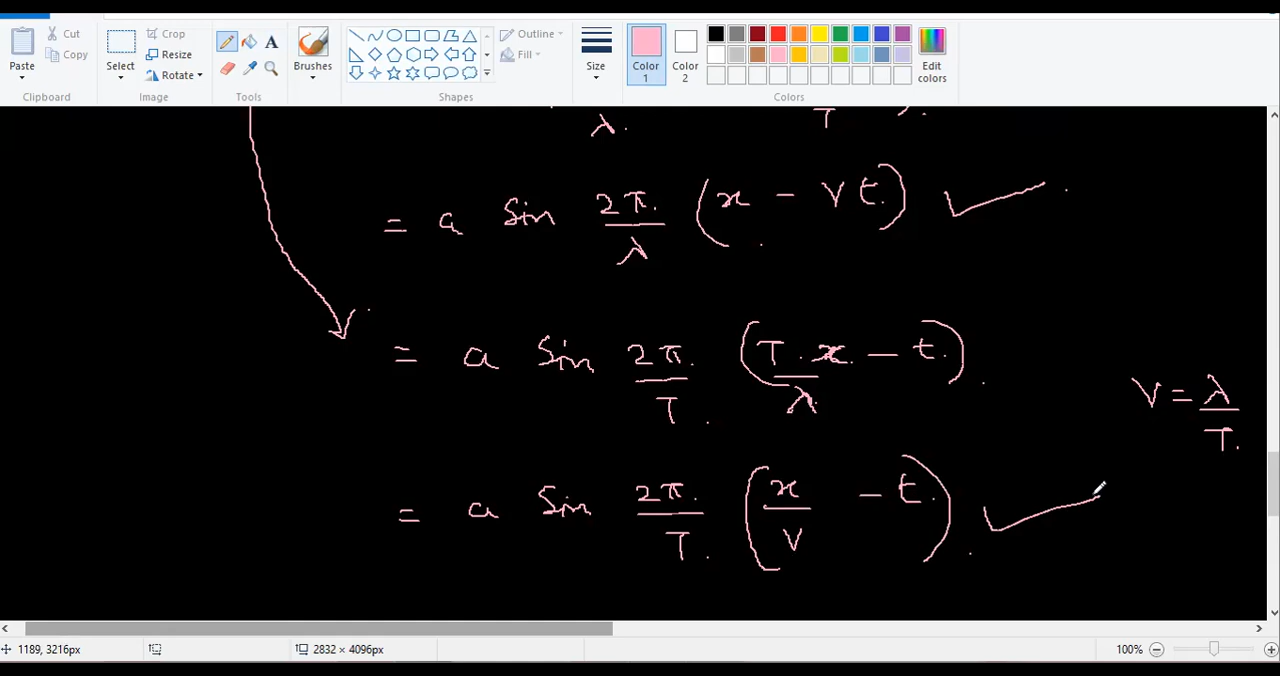 Cut
Copy
Paste
Clipboard
Select
Crop
Resize
Rotate
Image
A
Tools
Brushes
Shapes
Outline
Fill
Size
Color 1
Color 2
Edit colors
Colors
λ. T
= a Sin 2π/λ (x - Vt)
= a Sin 2π/T (T/λ . x - t)
V = λ/T
= a Sin 2π/T (x/V - t)
1189, 3216px
2832 × 4096px
100%